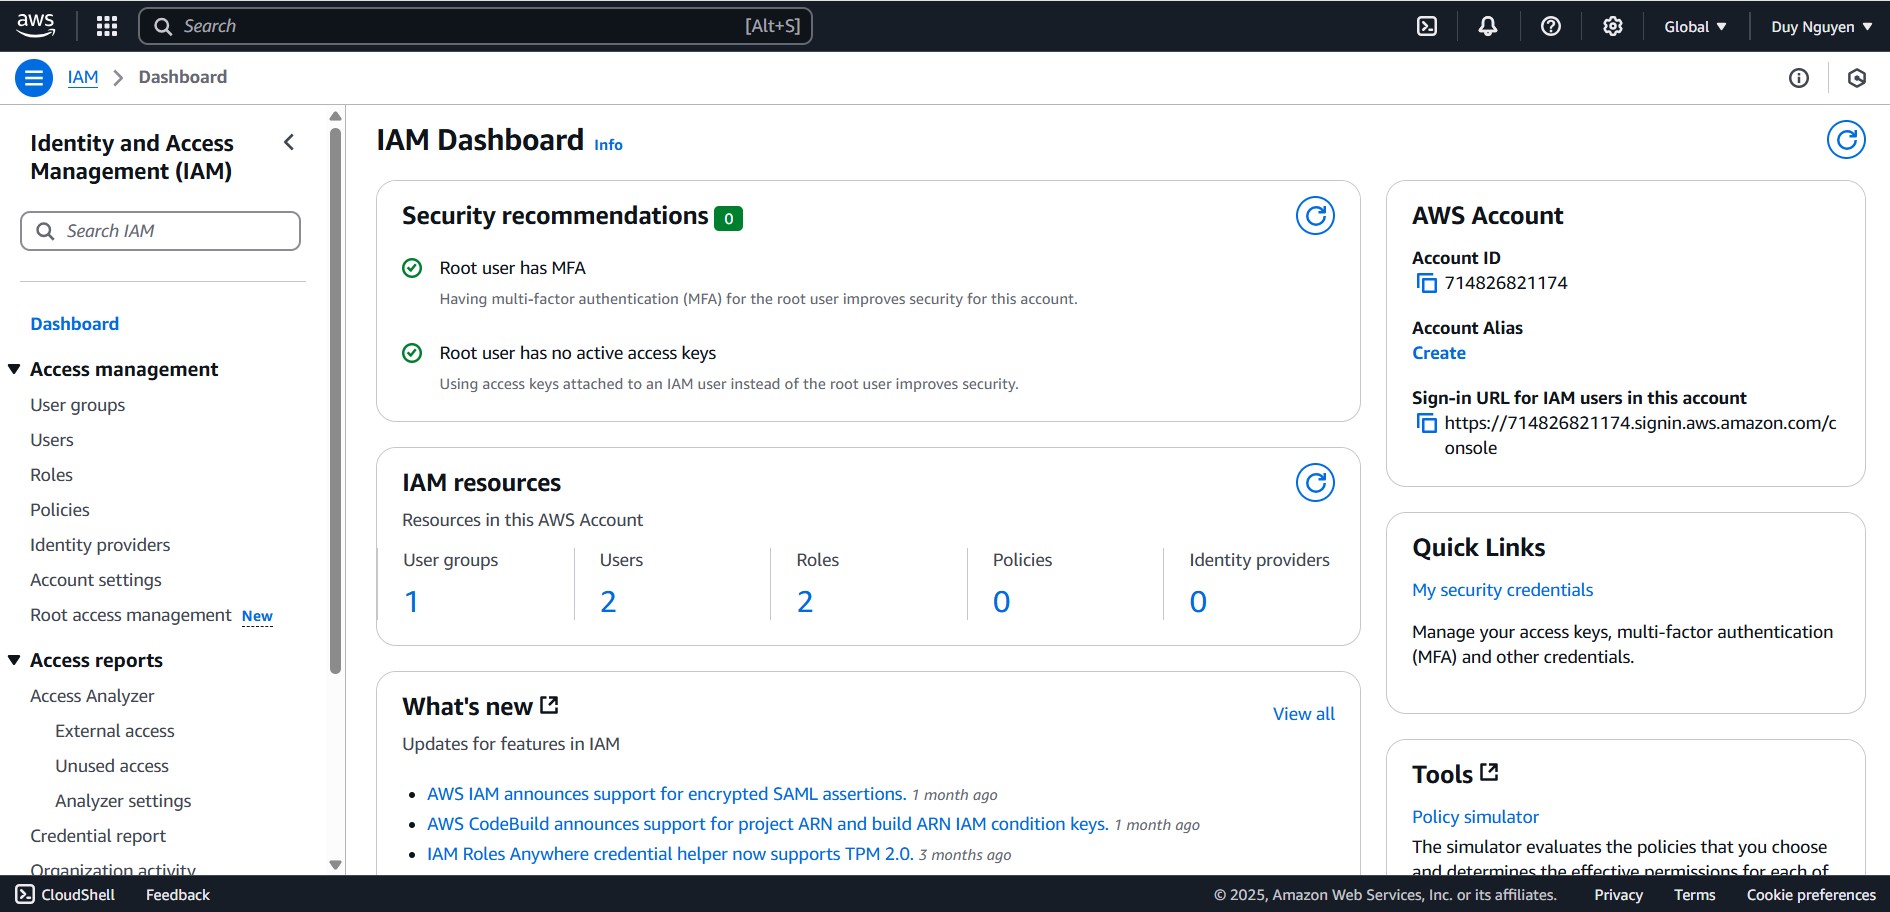 aws
Search [Alt+S]
Global
Duy Nguyen
IAM
Dashboard
Identity and Access
Management (IAM)
Search IAM
Dashboard
Access management
User groups
Users
Roles
Policies
Identity providers
Account settings
Root access management New
Access reports
Access Analyzer
External access
Unused access
Analyzer settings
Credential report
Organization activity
IAM Dashboard Info
Security recommendations 0
Root user has MFA
Having multi-factor authentication (MFA) for the root user improves security for this account.
Root user has no active access keys
Using access keys attached to an IAM user instead of the root user improves security.
IAM resources
Resources in this AWS Account
User groups
1
Users
2
Roles
2
Policies
0
Identity providers
0
What's new
View all
Updates for features in IAM
AWS IAM announces support for encrypted SAML assertions. 1 month ago
AWS CodeBuild announces support for project ARN and build ARN IAM condition keys. 1 month ago
IAM Roles Anywhere credential helper now supports TPM 2.0. 3 months ago
AWS Account
Account ID
714826821174
Account Alias
Create
Sign-in URL for IAM users in this account
https://714826821174.signin.aws.amazon.com/c
onsole
Quick Links
My security credentials
Manage your access keys, multi-factor authentication
(MFA) and other credentials.
Tools
Policy simulator
The simulator evaluates the policies that you choose
and determines the effective permissions for each of
CloudShell
Feedback
© 2025, Amazon Web Services, Inc. or its affiliates.
Privacy
Terms
Cookie preferences